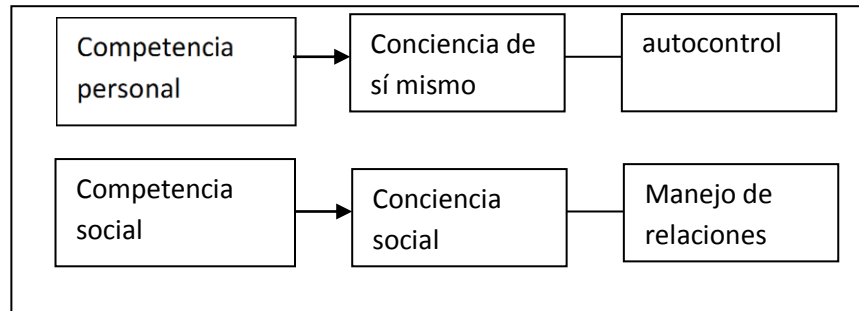 Competencia
personal
Conciencia de
sí mismo
autocontrol
Competencia
social
Conciencia
social
Manejo de
relaciones